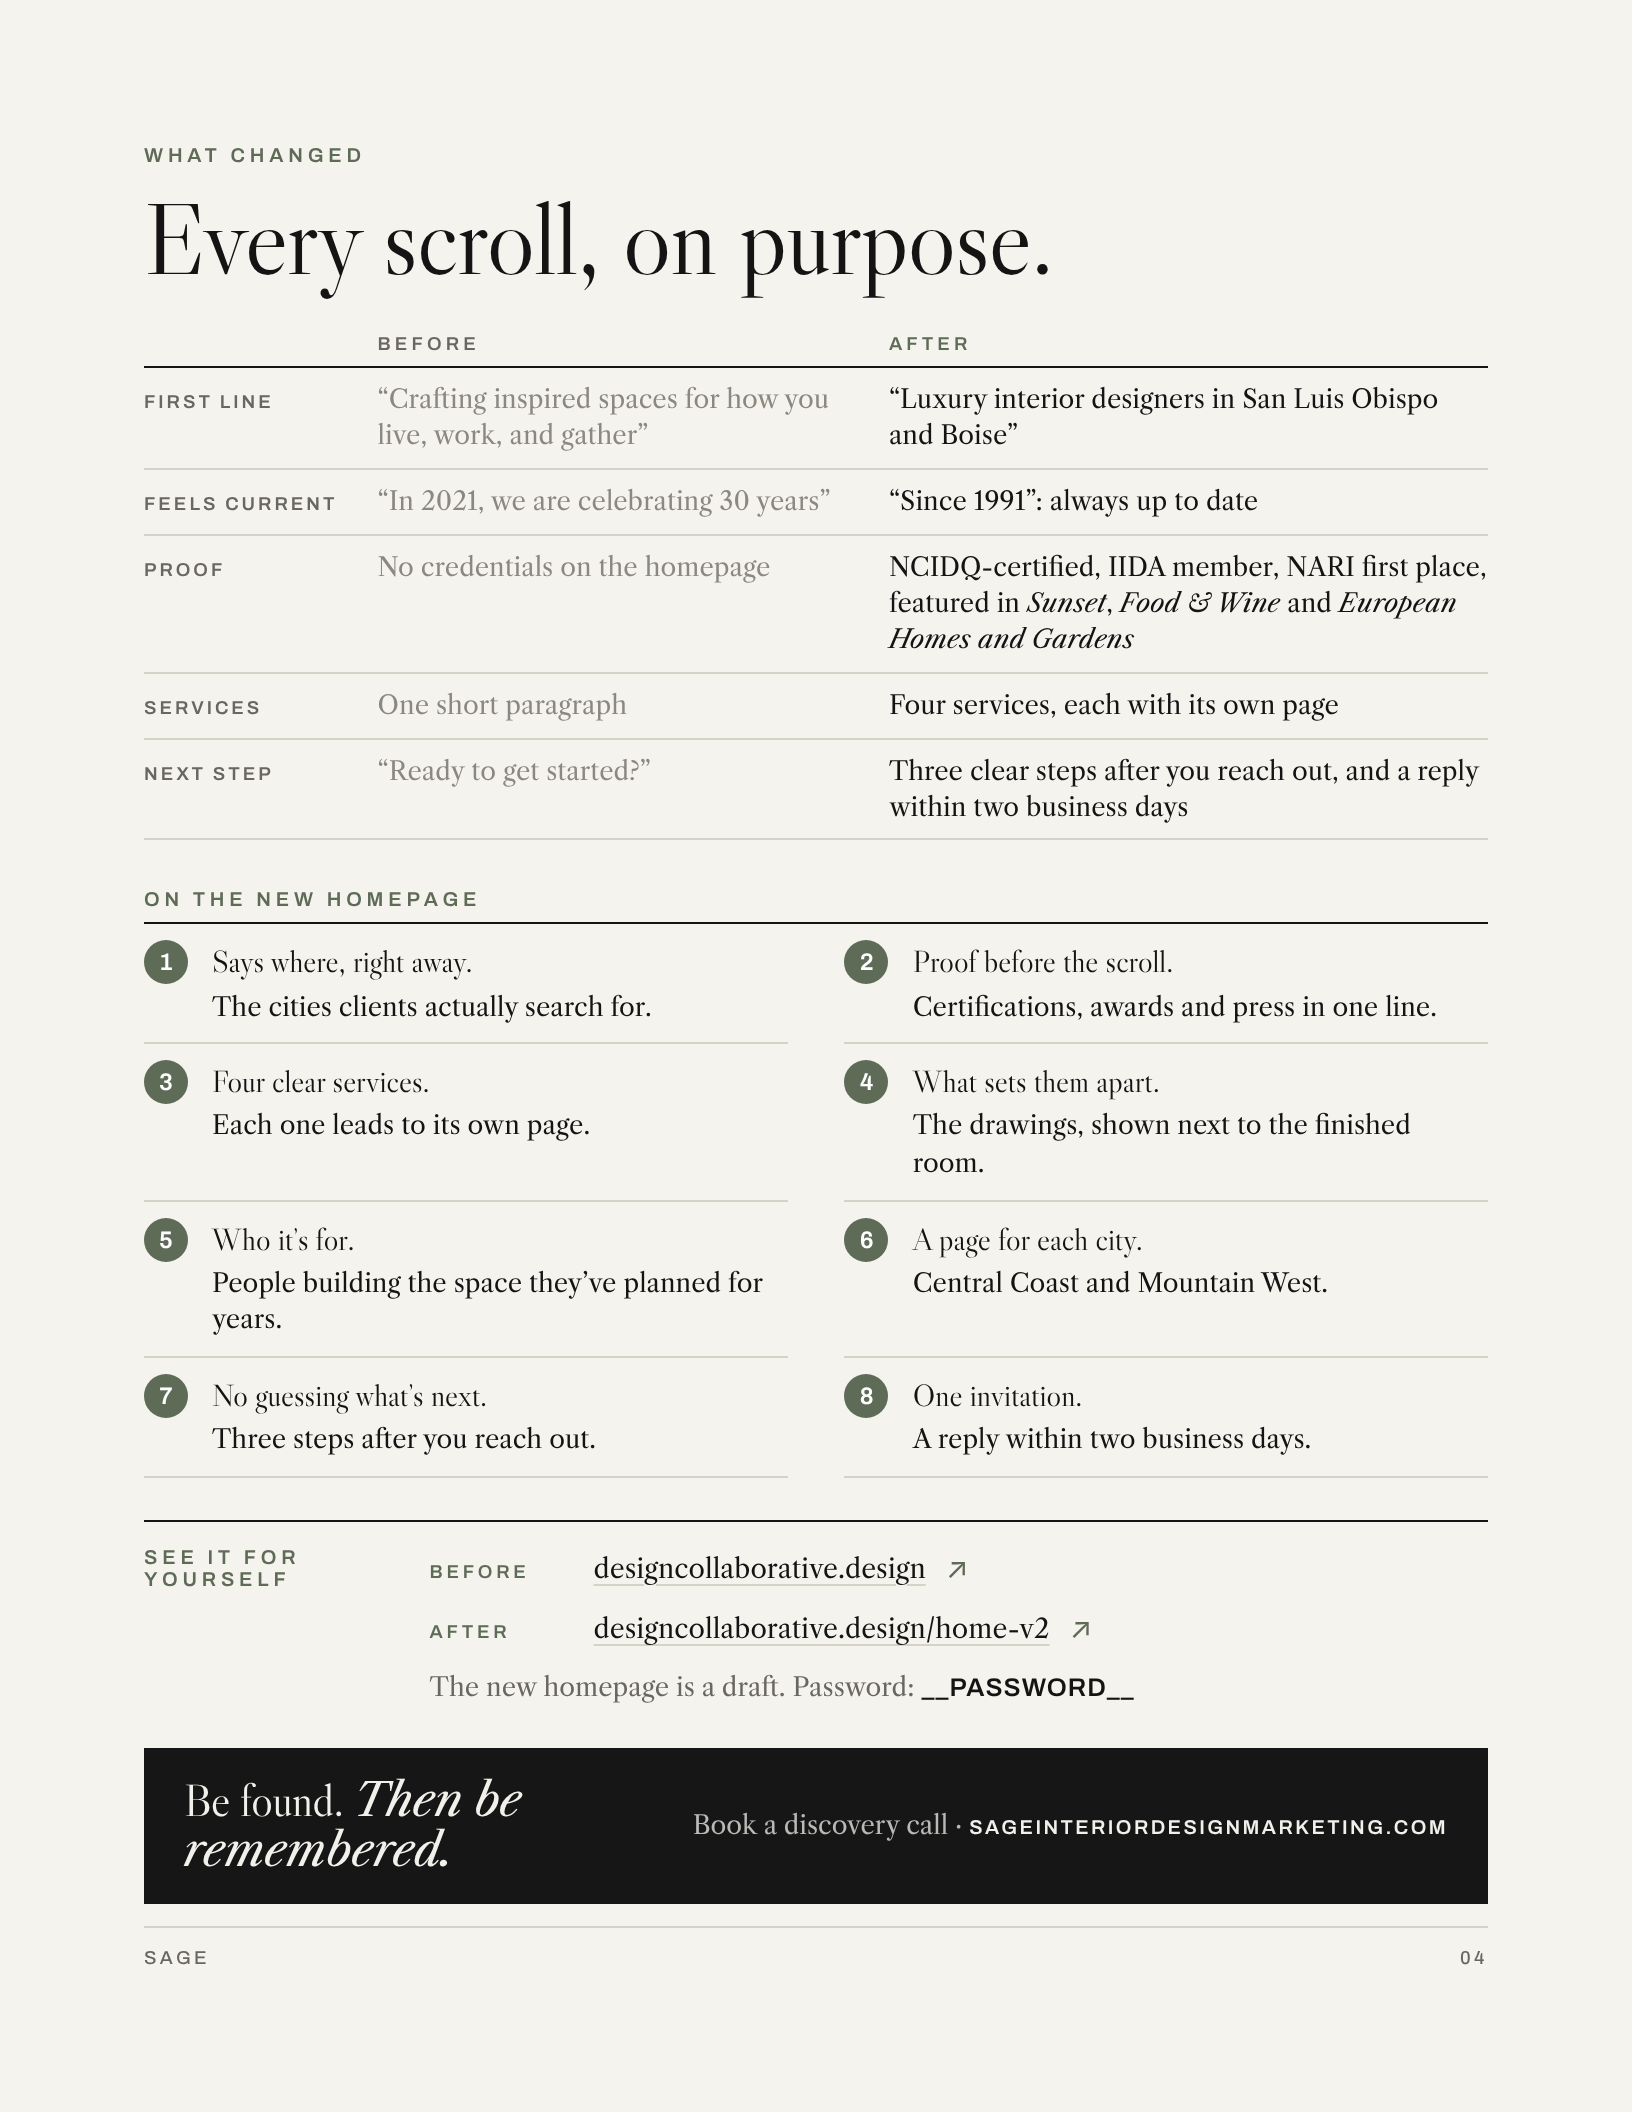 WHAT CHANGED
Every scroll, on purpose.
BEFORE AFTER
FIRST LINE “Crafting inspired spaces for how you “Luxury interior designers in San Luis Obispo
live, work, and gather” and Boise”
FEELS CURRENT “In 2021, we are celebrating 30 years” “Since 1991”: always up to date
PROOF No credentials on the homepage NCIDQ-certified, IIDA member, NARI first place,
featured in Sunset, Food & Wine and European
Homes and Gardens
SERVICES One short paragraph Four services, each with its own page
NEXT STEP “Ready to get started?” Three clear steps after you reach out, and a reply
within two business days
ON THE NEW HOMEPAGE
1 Says where, right away.
The cities clients actually search for.
2 Proof before the scroll.
Certifications, awards and press in one line.
3 Four clear services.
Each one leads to its own page.
4 What sets them apart.
The drawings, shown next to the finished
room.
5 Who it’s for.
People building the space they’ve planned for
years.
6 A page for each city.
Central Coast and Mountain West.
7 No guessing what’s next.
Three steps after you reach out.
8 One invitation.
A reply within two business days.
SEE IT FOR
YOURSELF
BEFORE designcollaborative.design ↗
AFTER designcollaborative.design/home-v2 ↗
The new homepage is a draft. Password: __PASSWORD__
Be found. Then be
remembered.
Book a discovery call · SAGEINTERIORDESIGNMARKETING.COM
SAGE 04